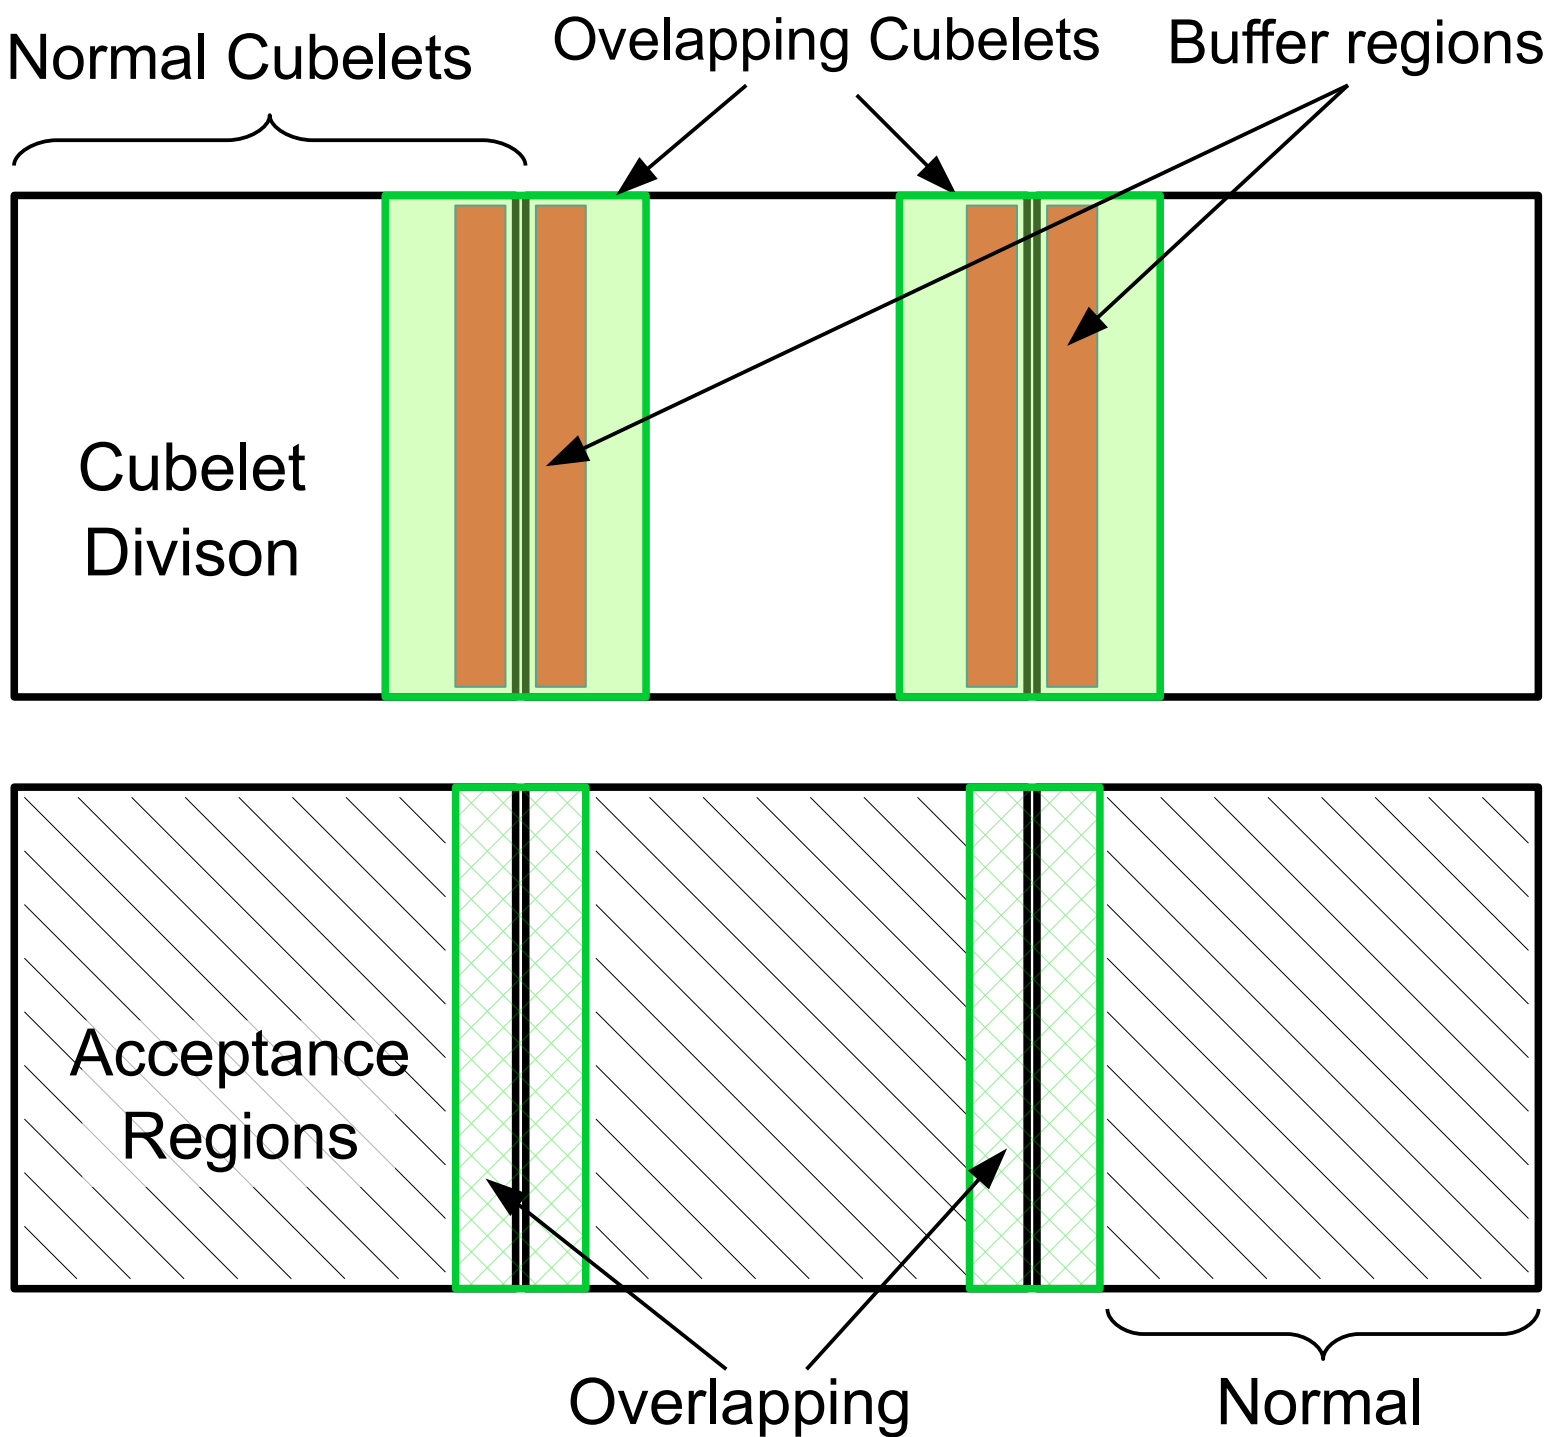 Normal Cubelets
Ovelapping Cubelets
Buffer regions
Cubelet
Divison
Acceptance
Regions
Overlapping
Normal